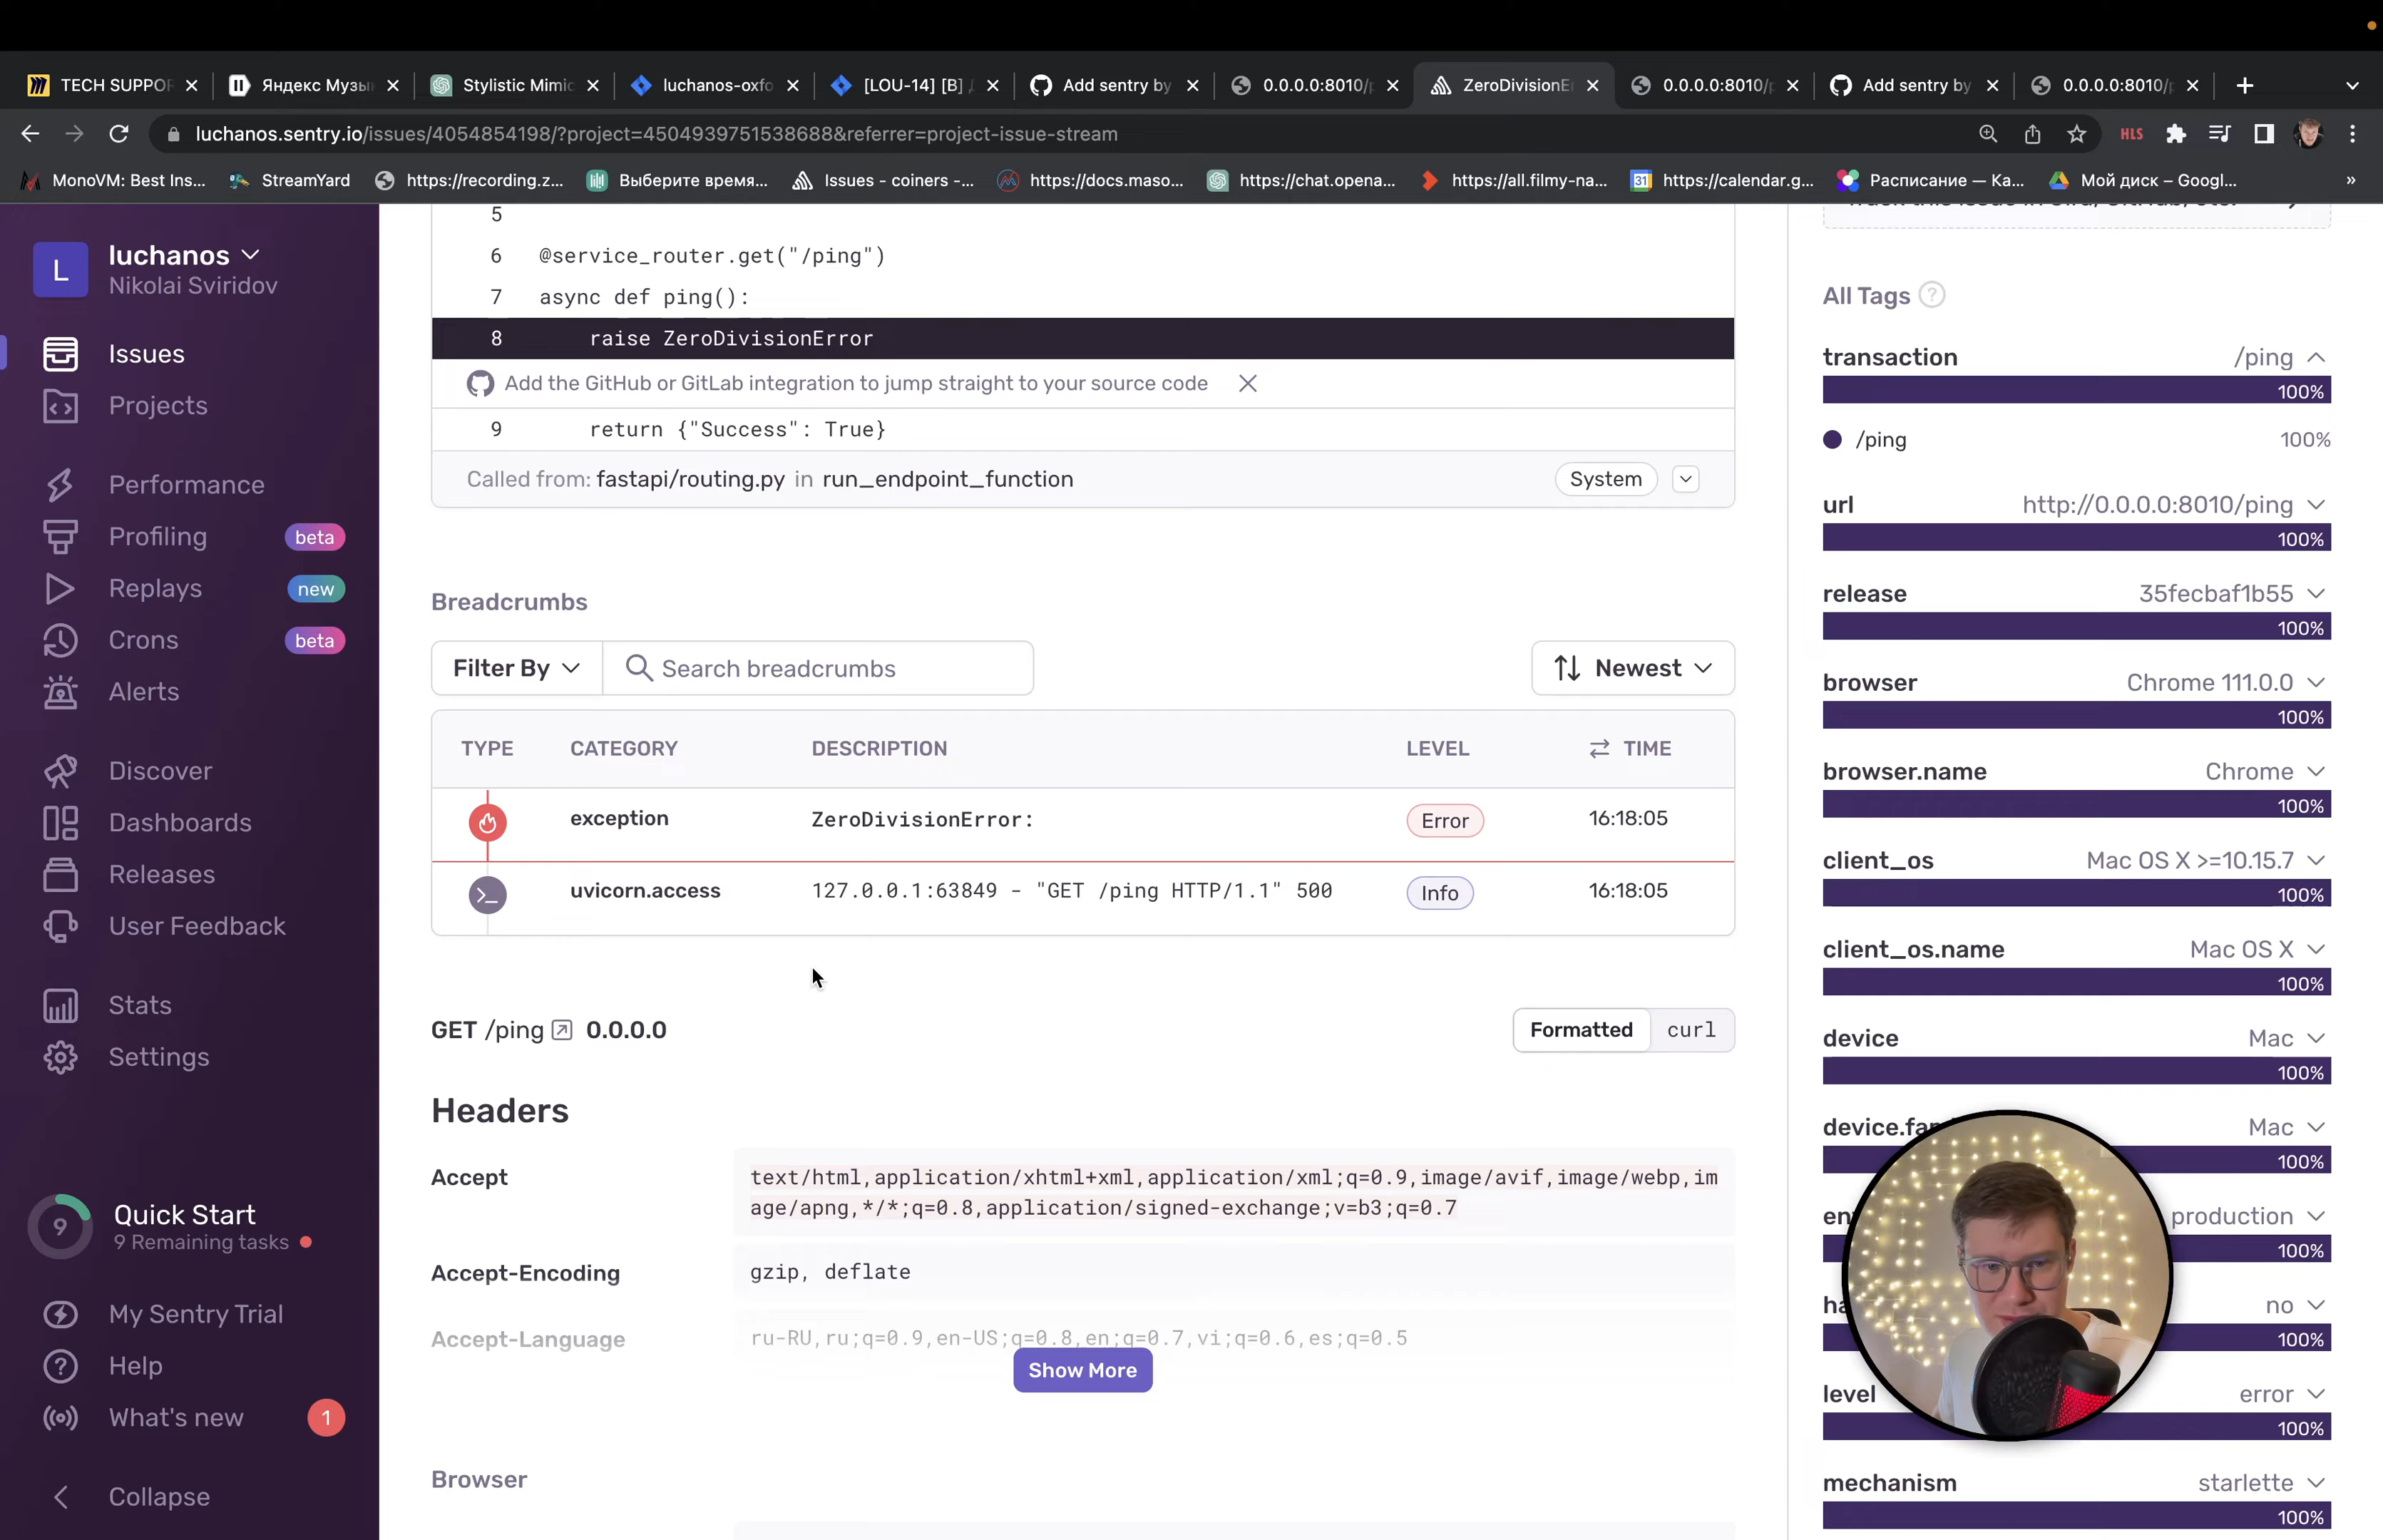 TECH SUPPOR
Яндекс Музык
Stylistic Mimic
luchanos-oxfo
[LOU-14] [B] Д
Add sentry by
0.0.0.0:8010/p
ZeroDivisionEr
0.0.0.0:8010/p
Add sentry by
0.0.0.0:8010/p
luchanos.sentry.io/issues/4054854198/?project=4504939751538688&referrer=project-issue-stream
HLS
MonoVM: Best Ins...
StreamYard
https://recording.z...
Выберите время...
Issues - coiners -...
https://docs.maso...
https://chat.opena...
https://all.filmy-na...
31
https://calendar.g...
Расписание — Ка...
Мой диск – Googl...
»
L
luchanos
Nikolai Sviridov
Issues
Projects
Performance
Profiling beta
Replays new
Crons beta
Alerts
Discover
Dashboards
Releases
User Feedback
Stats
Settings
9
Quick Start
9 Remaining tasks
My Sentry Trial
Help
What's new 1
Collapse
5
6 @service_router.get("/ping")
7 async def ping():
8 raise ZeroDivisionError
Add the GitHub or GitLab integration to jump straight to your source code
9 return {"Success": True}
Called from: fastapi/routing.py in run_endpoint_function System
Breadcrumbs
Filter By Search breadcrumbs Newest
TYPE CATEGORY DESCRIPTION LEVEL TIME
exception ZeroDivisionError: Error 16:18:05
uvicorn.access 127.0.0.1:63849 - "GET /ping HTTP/1.1" 500 Info 16:18:05
GET /ping 0.0.0.0 Formatted curl
Headers
Accept text/html,application/xhtml+xml,application/xml;q=0.9,image/avif,image/webp,im
age/apng,*/*;q=0.8,application/signed-exchange;v=b3;q=0.7
Accept-Encoding gzip, deflate
Accept-Language ru-RU,ru;q=0.9,en-US;q=0.8,en;q=0.7,vi;q=0.6,es;q=0.5
Show More
Browser
All Tags ?
transaction /ping
100%
/ping 100%
url http://0.0.0.0:8010/ping
100%
release 35fecbaf1b55
100%
browser Chrome 111.0.0
100%
browser.name Chrome
100%
client_os Mac OS X >=10.15.7
100%
client_os.name Mac OS X
100%
device Mac
100%
device.fam Mac
100%
en production
100%
ha no
100%
level error
100%
mechanism starlette